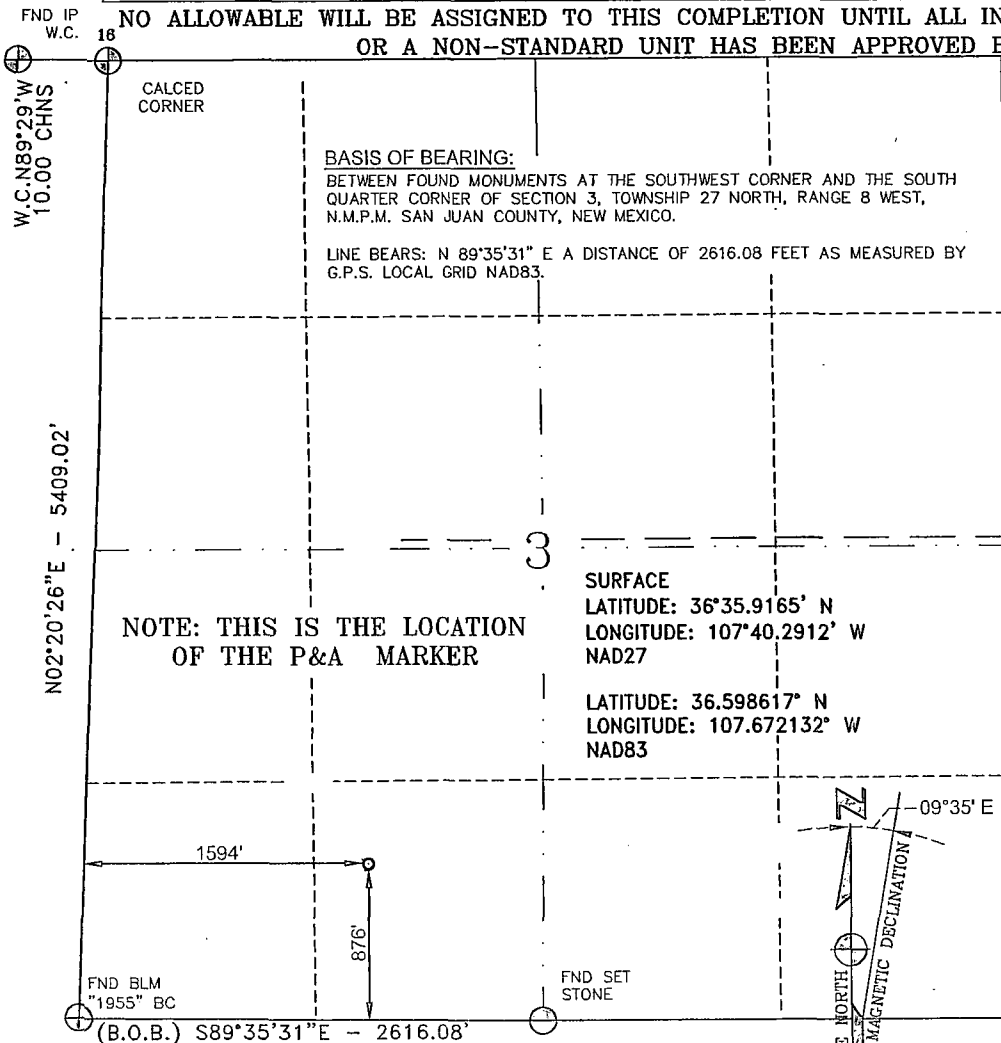 NO ALLOWABLE WILL BE ASSIGNED TO THIS COMPLETION UNTIL ALL IN
OR A NON-STANDARD UNIT HAS BEEN APPROVED B
FND IP
W.C.
16
CALCED
CORNER
W.C.N89°29'W
10.00 CHNS
BASIS OF BEARING:
BETWEEN FOUND MONUMENTS AT THE SOUTHWEST CORNER AND THE SOUTH
QUARTER CORNER OF SECTION 3, TOWNSHIP 27 NORTH, RANGE 8 WEST,
N.M.P.M. SAN JUAN COUNTY, NEW MEXICO.
LINE BEARS: N 89°35'31" E A DISTANCE OF 2616.08 FEET AS MEASURED BY
G.P.S. LOCAL GRID NAD83.
N02°20'26"E - 5409.02'
3
NOTE: THIS IS THE LOCATION
OF THE P&A MARKER
SURFACE
LATITUDE: 36°35.9165' N
LONGITUDE: 107°40.2912' W
NAD27
LATITUDE: 36.598617° N
LONGITUDE: 107.672132° W
NAD83
N
09°35' E
1594'
876'
E NORTH
MAGNETIC DECLINATION
FND BLM
"1955" BC
FND SET
STONE
(B.O.B.) S89°35'31"E - 2616.08'